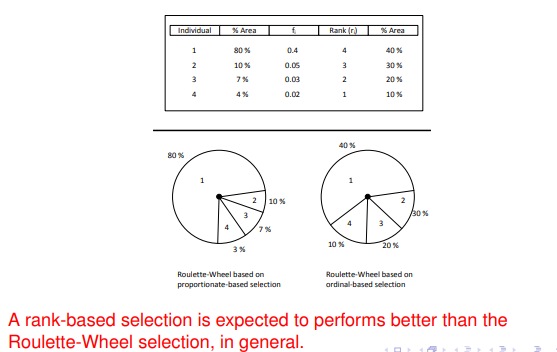 Individual % Area fi Rank (ri) % Area
1 80 % 0.4 4 40 %
2 10 % 0.05 3 30 %
3 7 % 0.03 2 20 %
4 4 % 0.02 1 10 %
80 % 40 %
1 1
2 10 % 2
3 30 %
4 7 % 4 3
3 % 10 % 20 %
Roulette-Wheel based on
proportionate-based selection
Roulette-Wheel based on
ordinal-based selection
A rank-based selection is expected to performs better than the
Roulette-Wheel selection, in general.